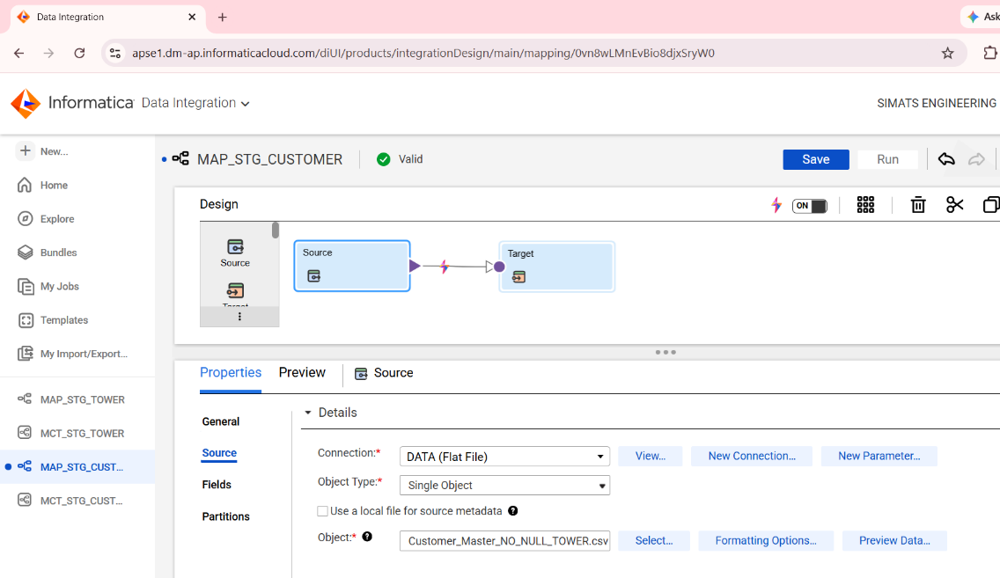 Data Integration
Ask
apse1.dm-ap.informaticacloud.com/diUI/products/integrationDesign/main/mapping/0vn8wLMnEvBio8djxSryW0
Informatica Data Integration
SIMATS ENGINEERING
New...
Home
Explore
Bundles
My Jobs
Templates
My Import/Export...
MAP_STG_TOWER
MCT_STG_TOWER
MAP_STG_CUST...
MCT_STG_CUST...
MAP_STG_CUSTOMER
Valid
Save
Run
Design
ON
Source
Target
Source
Target
Properties
Preview
Source
General
Source
Fields
Partitions
Details
Connection:* DATA (Flat File) View... New Connection... New Parameter...
Object Type:* Single Object
Use a local file for source metadata ?
Object:* ? Customer_Master_NO_NULL_TOWER.csv Select... Formatting Options... Preview Data...